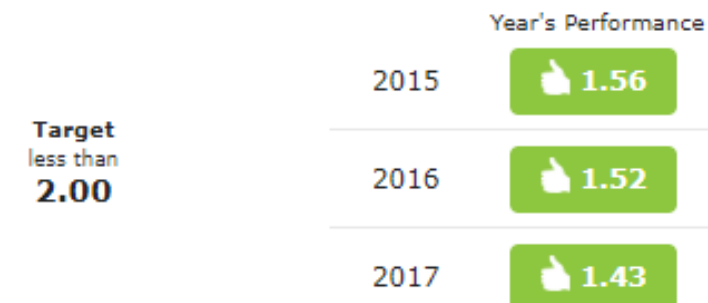 Year's Performance
2015 1.56
Target
less than
2.00
2016 1.52
2017 1.43